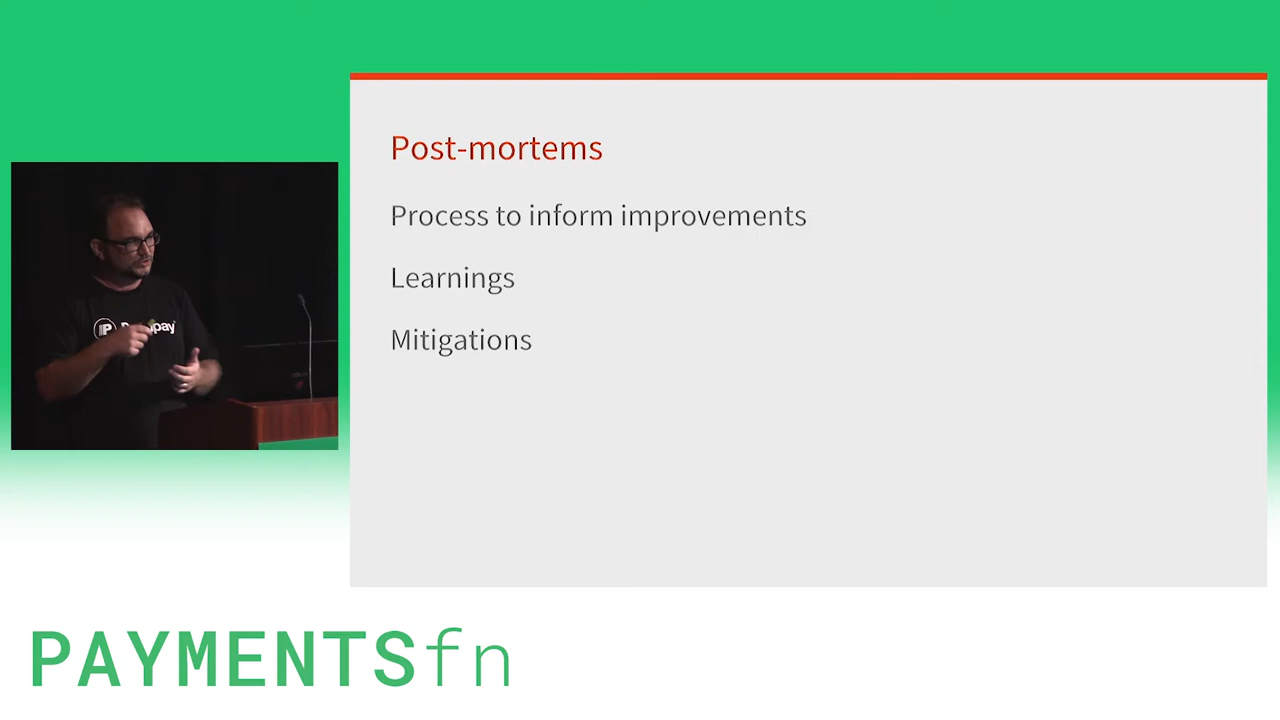 Post-mortems
Process to inform improvements
Learnings
Mitigations
PAYMENTSfn